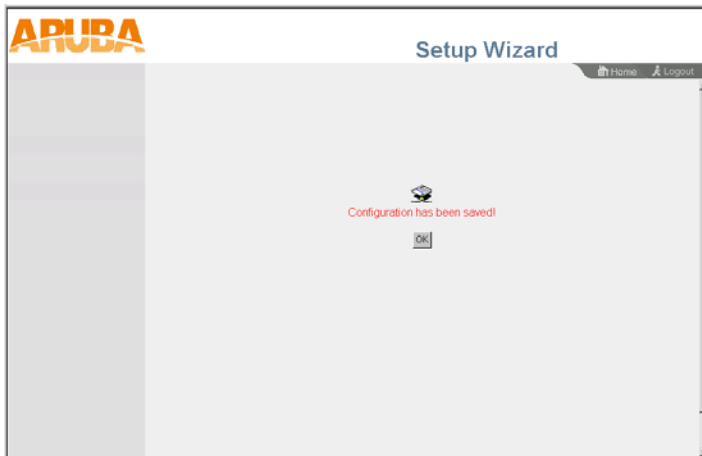 ARUBA
Setup Wizard
Home Logout
Configuration has been saved!
OK